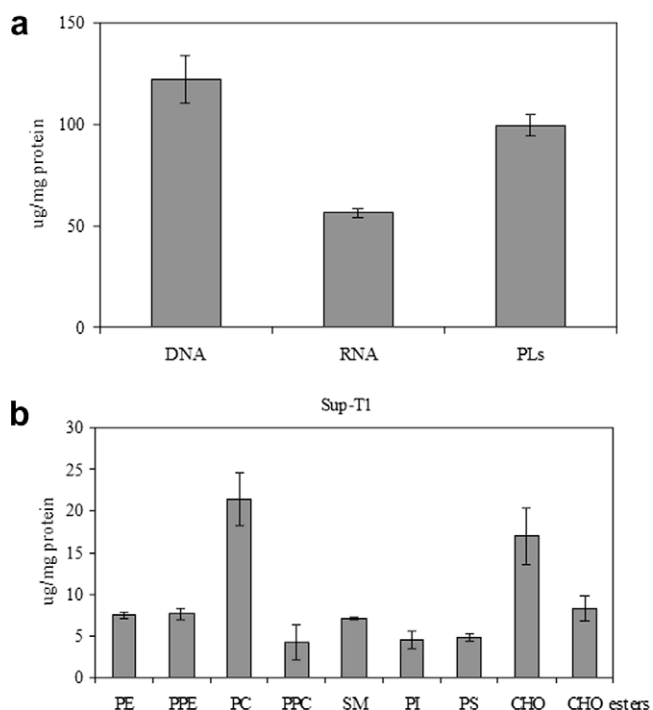 a
150
100
50
0
ug/mg protein
DNA RNA PLs
b
Sup-T1
30
25
20
15
10
5
0
ug/mg protein
PE PPE PC PPC SM PI PS CHO CHO esters